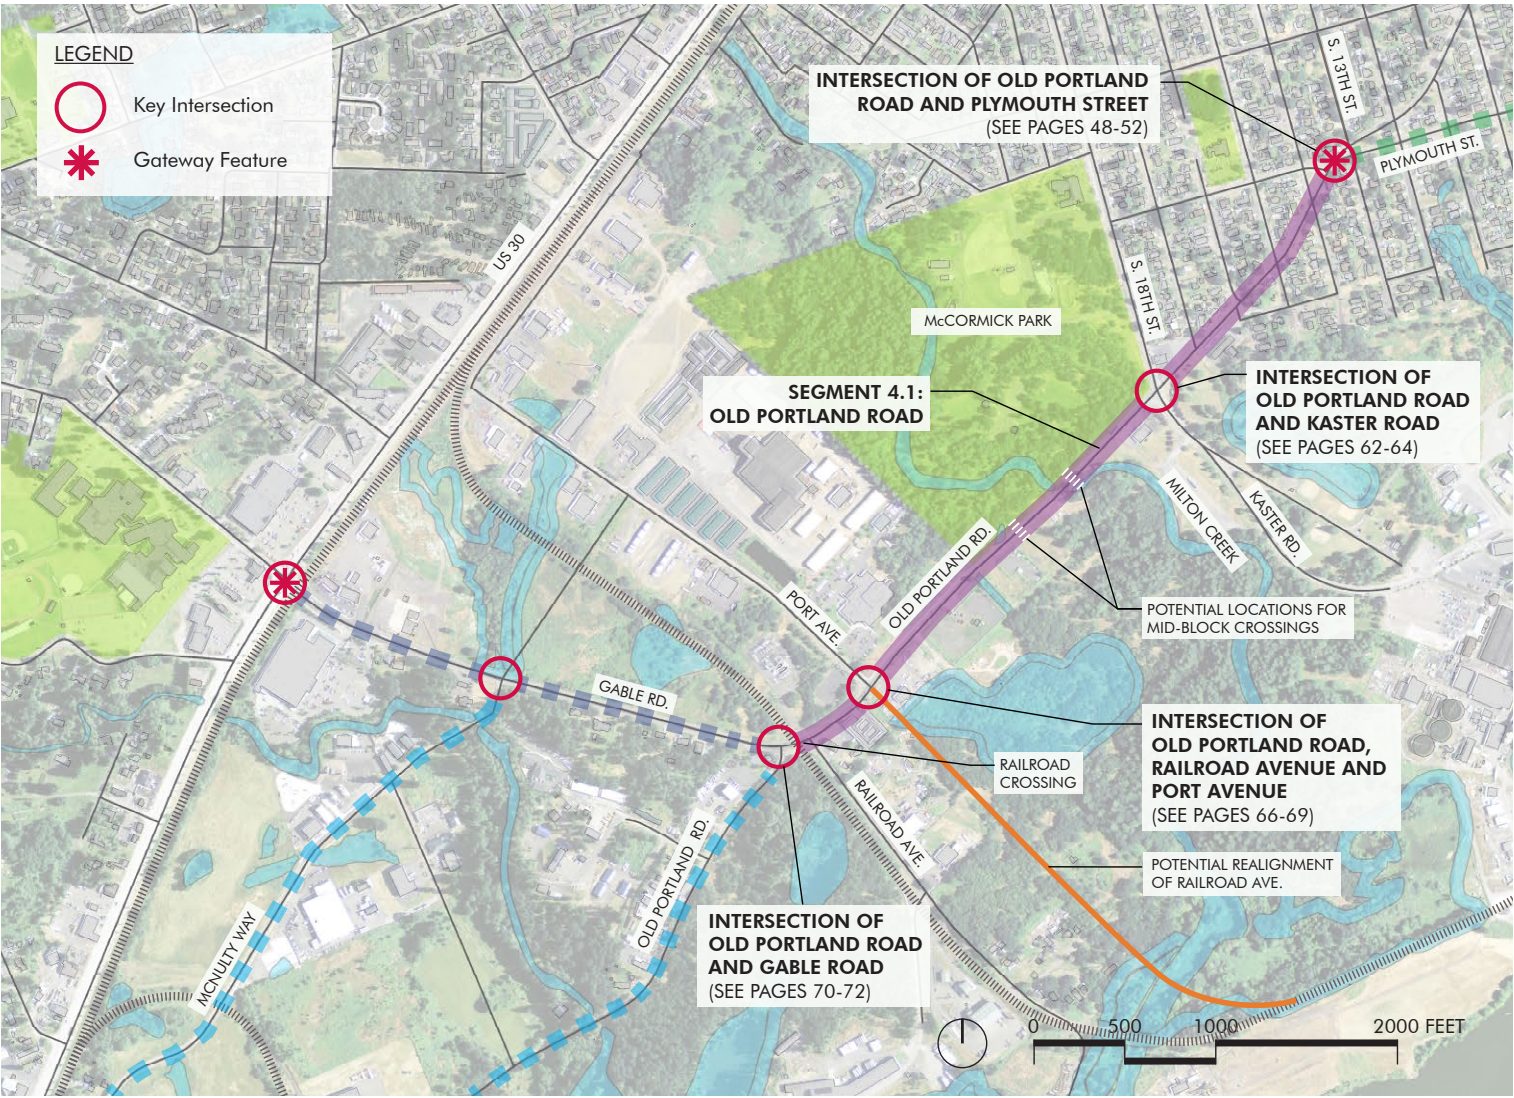 LEGEND
Key Intersection
Gateway Feature
INTERSECTION OF OLD PORTLAND
ROAD AND PLYMOUTH STREET
(SEE PAGES 48-52)
S. 13TH ST.
PLYMOUTH ST.
US 30
S. 18TH ST.
McCORMICK PARK
SEGMENT 4.1:
OLD PORTLAND ROAD
INTERSECTION OF
OLD PORTLAND ROAD
AND KASTER ROAD
(SEE PAGES 62-64)
MILTON CREEK
KASTER RD.
OLD PORTLAND RD.
PORT AVE.
POTENTIAL LOCATIONS FOR
MID-BLOCK CROSSINGS
GABLE RD.
INTERSECTION OF
OLD PORTLAND ROAD,
RAILROAD AVENUE AND
PORT AVENUE
(SEE PAGES 66-69)
RAILROAD
CROSSING
RAILROAD AVE.
OLD PORTLAND RD.
POTENTIAL REALIGNMENT
OF RAILROAD AVE.
MCNULTY WAY
INTERSECTION OF
OLD PORTLAND ROAD
AND GABLE ROAD
(SEE PAGES 70-72)
0 500 1000 2000 FEET